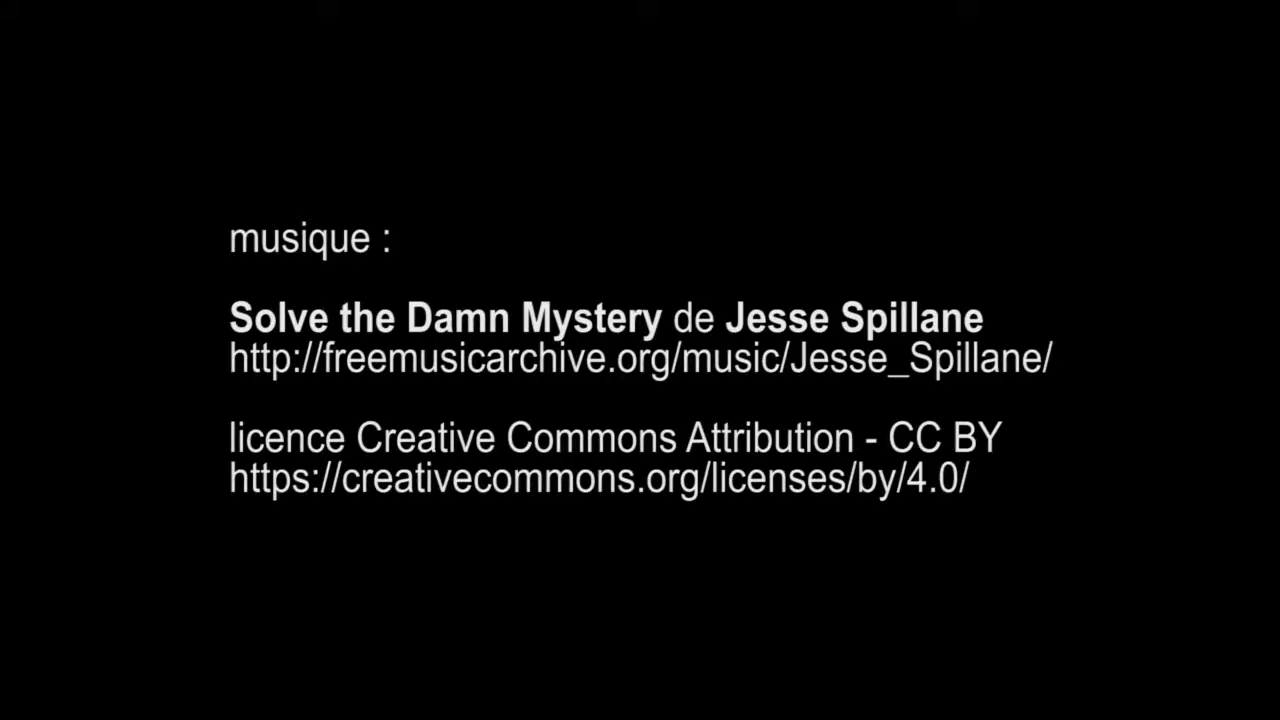 musique :
Solve the Damn Mystery de Jesse Spillane
http://freemusicarchive.org/music/Jesse_Spillane/
licence Creative Commons Attribution - CC BY
https://creativecommons.org/licenses/by/4.0/